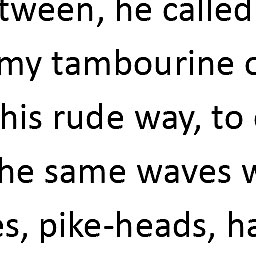 tween, he called
my tambourine
his rude way, to
he same waves
es, pike-heads, ha